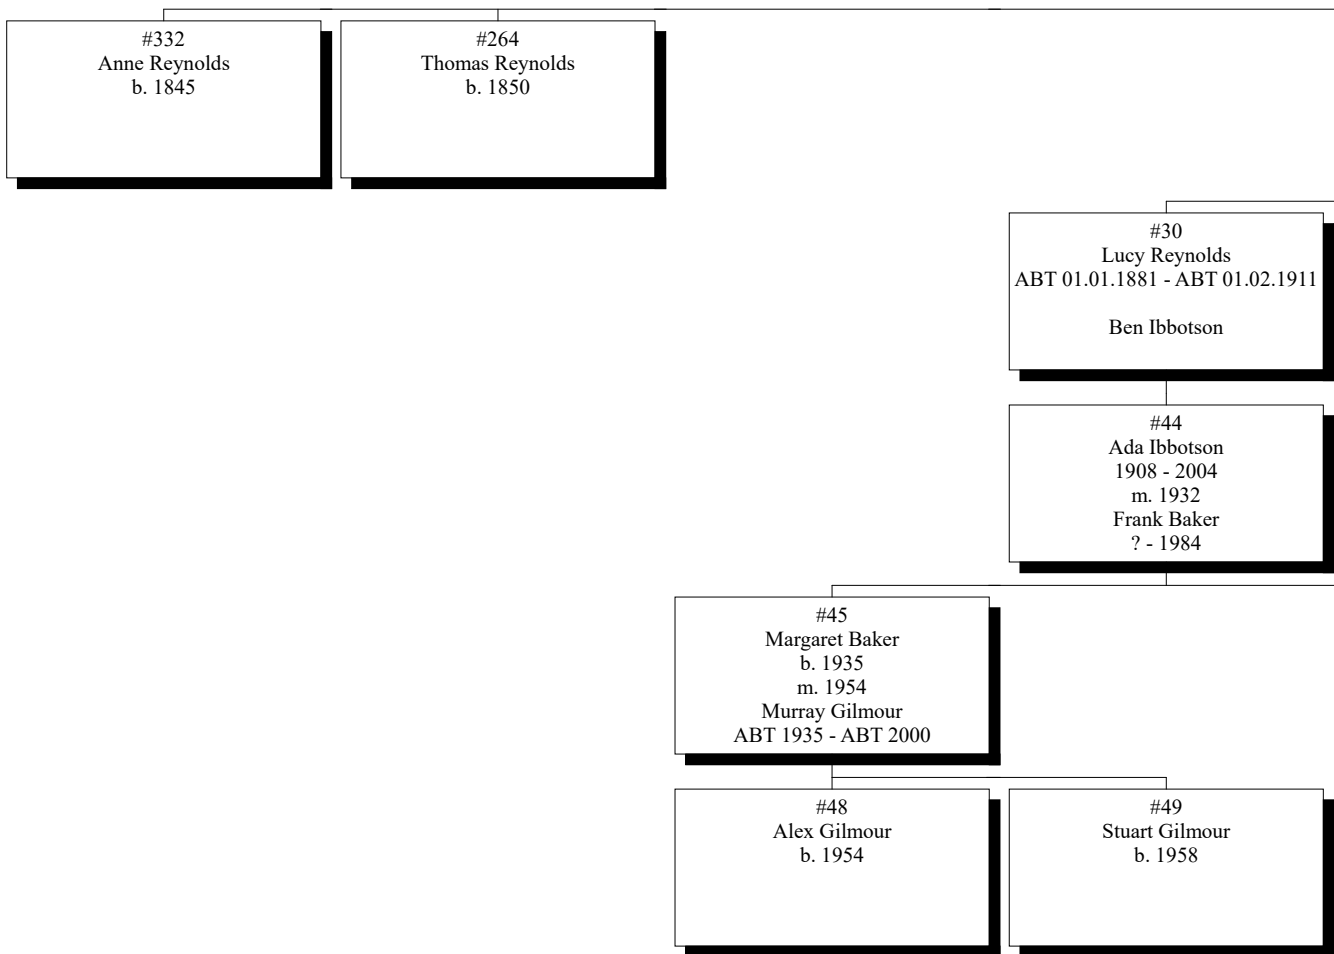 #332
Anne Reynolds
b. 1845
#264
Thomas Reynolds
b. 1850
#30
Lucy Reynolds
ABT 01.01.1881 - ABT 01.02.1911
Ben Ibbotson
#44
Ada Ibbotson
1908 - 2004
m. 1932
Frank Baker
? - 1984
#45
Margaret Baker
b. 1935
m. 1954
Murray Gilmour
ABT 1935 - ABT 2000
#48
Alex Gilmour
b. 1954
#49
Stuart Gilmour
b. 1958